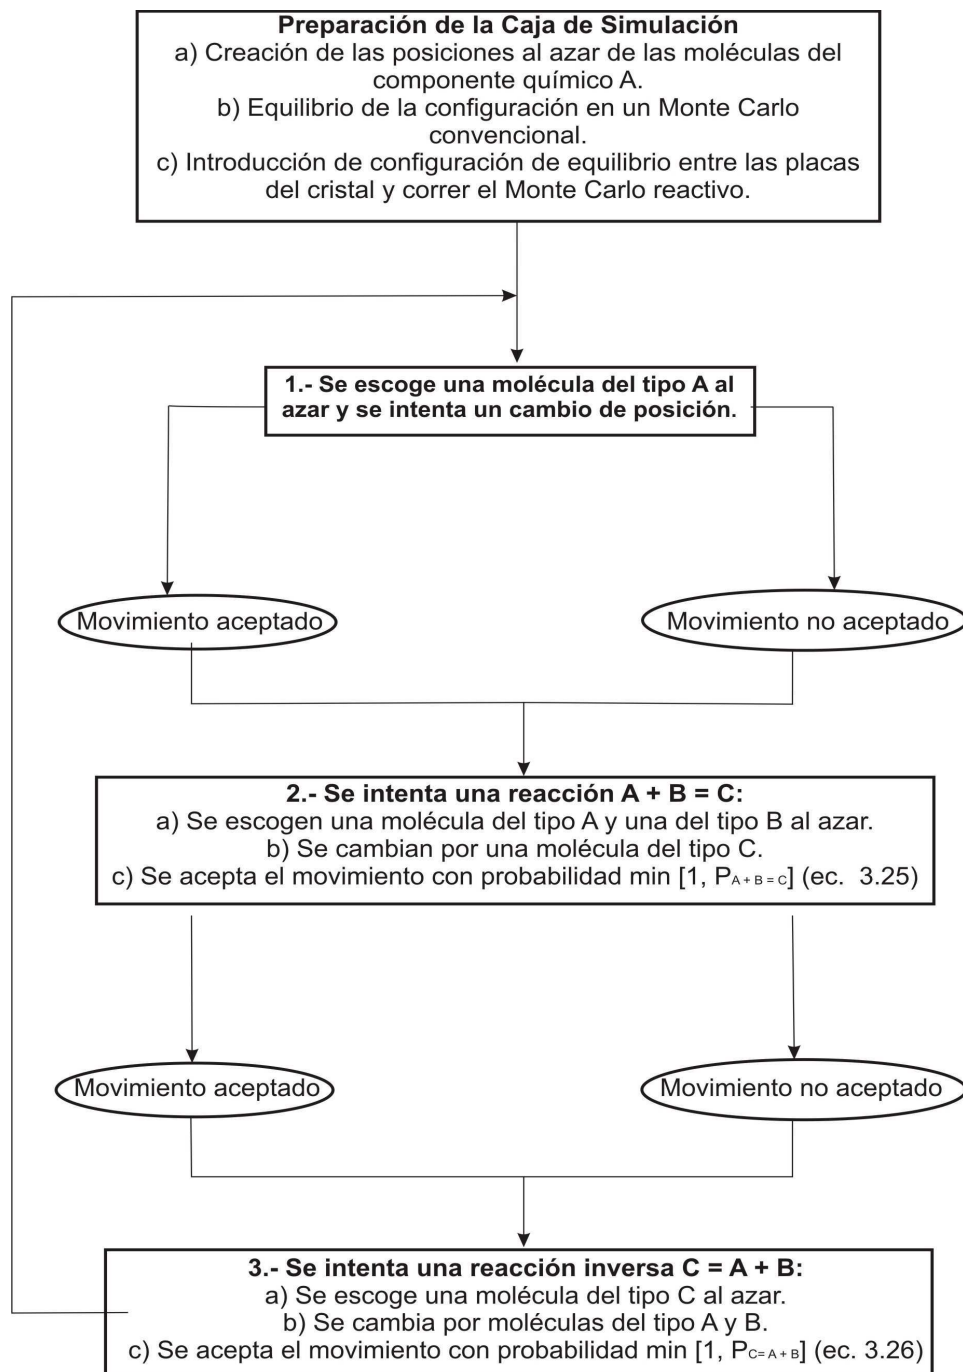 Preparación de la Caja de Simulación
a) Creación de las posiciones al azar de las moléculas del
componente químico A.
b) Equilibrio de la configuración en un Monte Carlo
convencional.
c) Introducción de configuración de equilibrio entre las placas
del cristal y correr el Monte Carlo reactivo.
1.- Se escoge una molécula del tipo A al
azar y se intenta un cambio de posición.
Movimiento aceptado
Movimiento no aceptado
2.- Se intenta una reacción A + B = C:
a) Se escogen una molécula del tipo A y una del tipo B al azar.
b) Se cambian por una molécula del tipo C.
c) Se acepta el movimiento con probabilidad min [1, P A + B = C] (ec. 3.25)
Movimiento aceptado
Movimiento no aceptado
3.- Se intenta una reacción inversa C = A + B:
a) Se escoge una molécula del tipo C al azar.
b) Se cambia por moléculas del tipo A y B.
c) Se acepta el movimiento con probabilidad min [1, P C= A + B] (ec. 3.26)